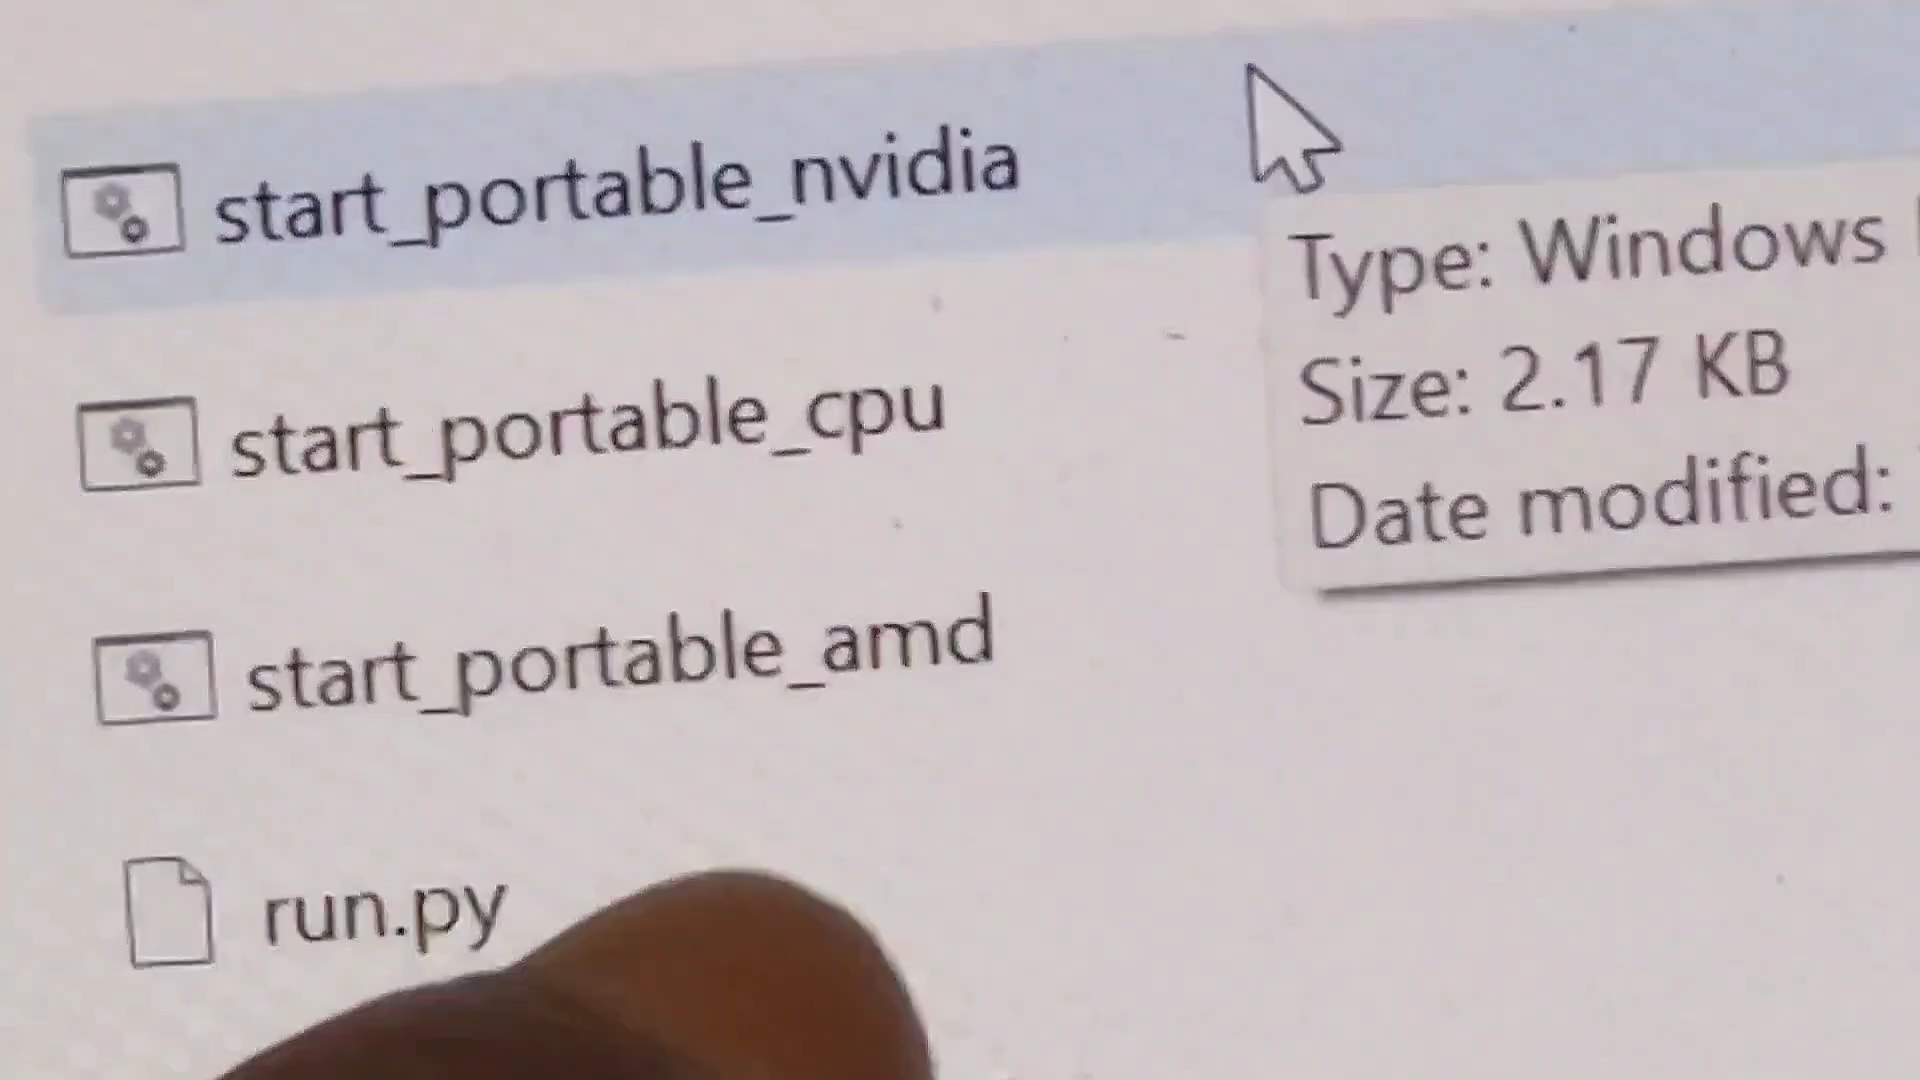 start_portable_nvidia
Type: Windows
Size: 2.17 KB
Date modified:
start_portable_cpu
start_portable_amd
run.py